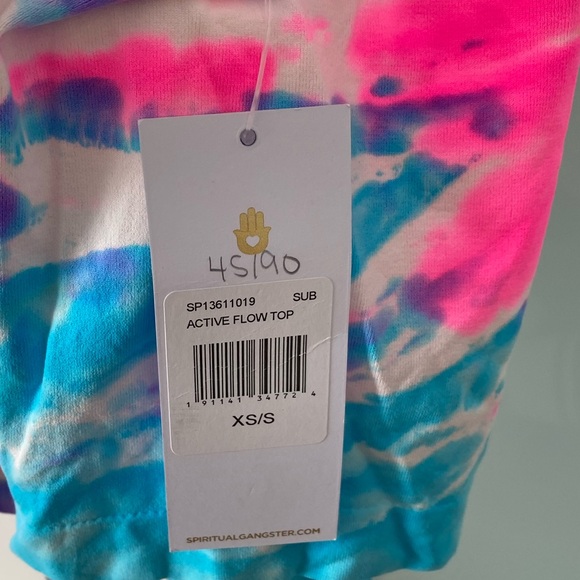 45/90
SP13611019 SUB
ACTIVE FLOW TOP
1 91141 34772 4
XS/S
SPIRITUALGANGSTER.COM